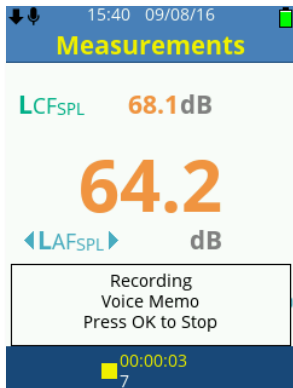 15:40 09/08/16
Measurements
LCFSPL 68.1dB
64.2
LAFSPL dB
Recording
Voice Memo
Press OK to Stop
00:00:03
7